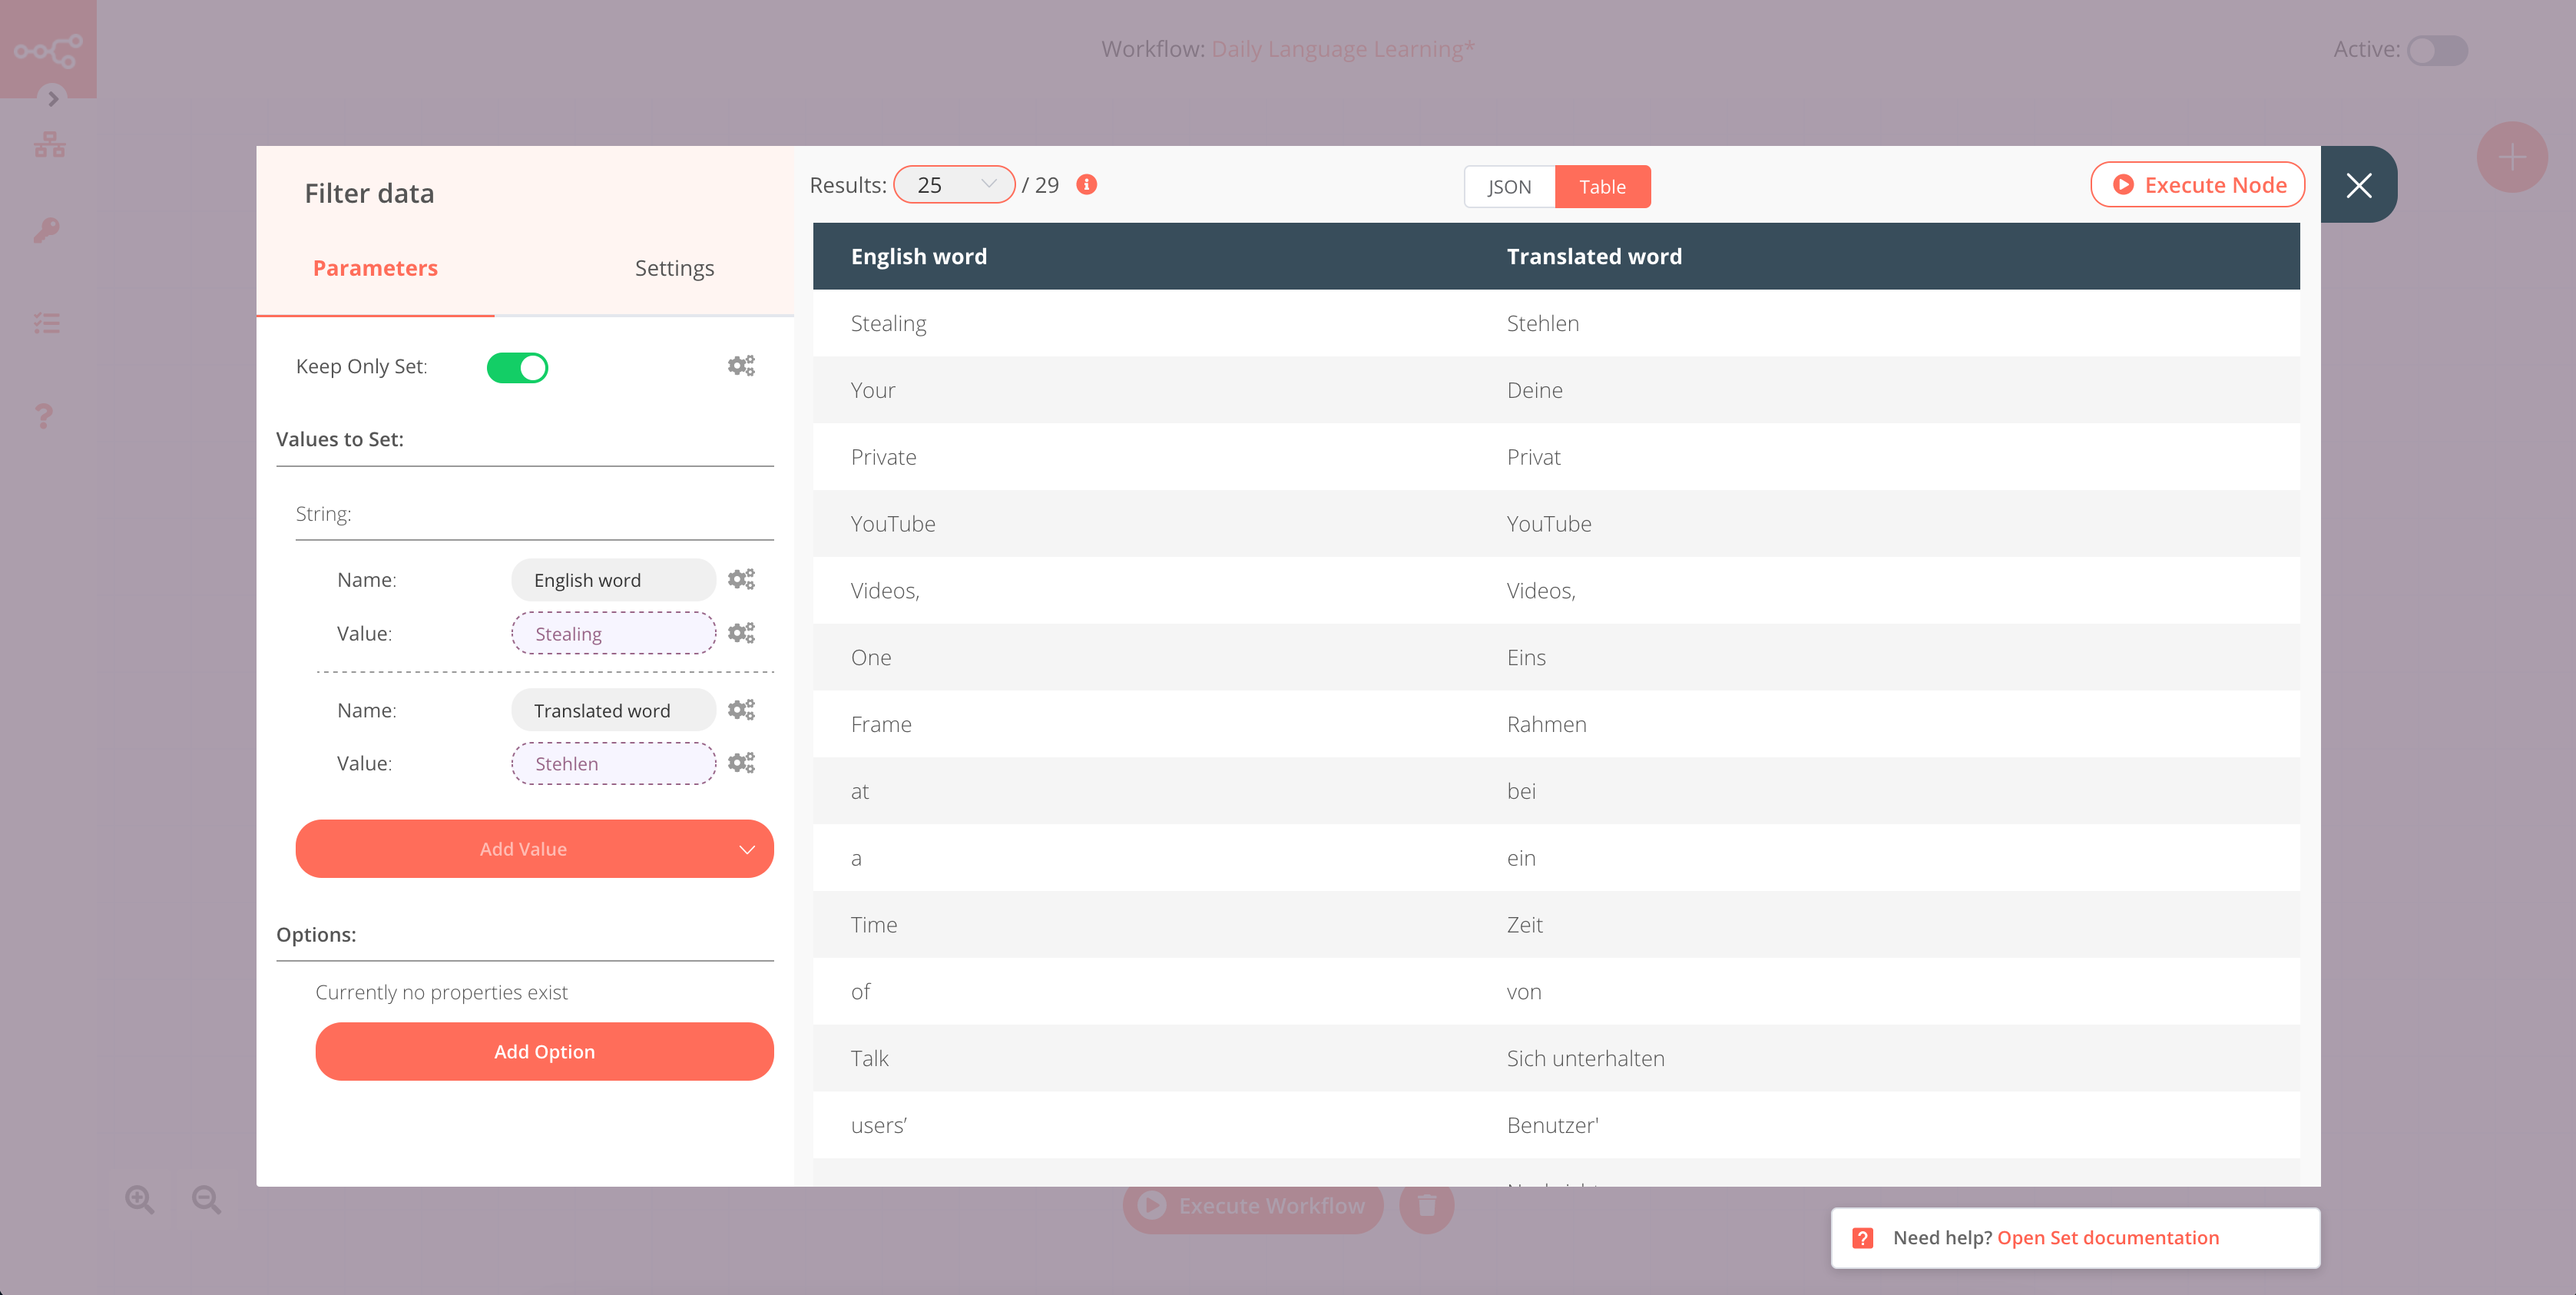 Workflow: Daily Language Learning*
Active:
Filter data
Parameters
Settings
Keep Only Set:
Values to Set:
String:
Name: English word
Value: Stealing
Name: Translated word
Value: Stehlen
Add Value
Options:
Currently no properties exist
Add Option
Results: 25 / 29
JSON
Table
Execute Node
English word Translated word
Stealing Stehlen
Your Deine
Private Privat
YouTube YouTube
Videos, Videos,
One Eins
Frame Rahmen
at bei
a ein
Time Zeit
of von
Talk Sich unterhalten
users’ Benutzer'
Execute Workflow
Need help? Open Set documentation